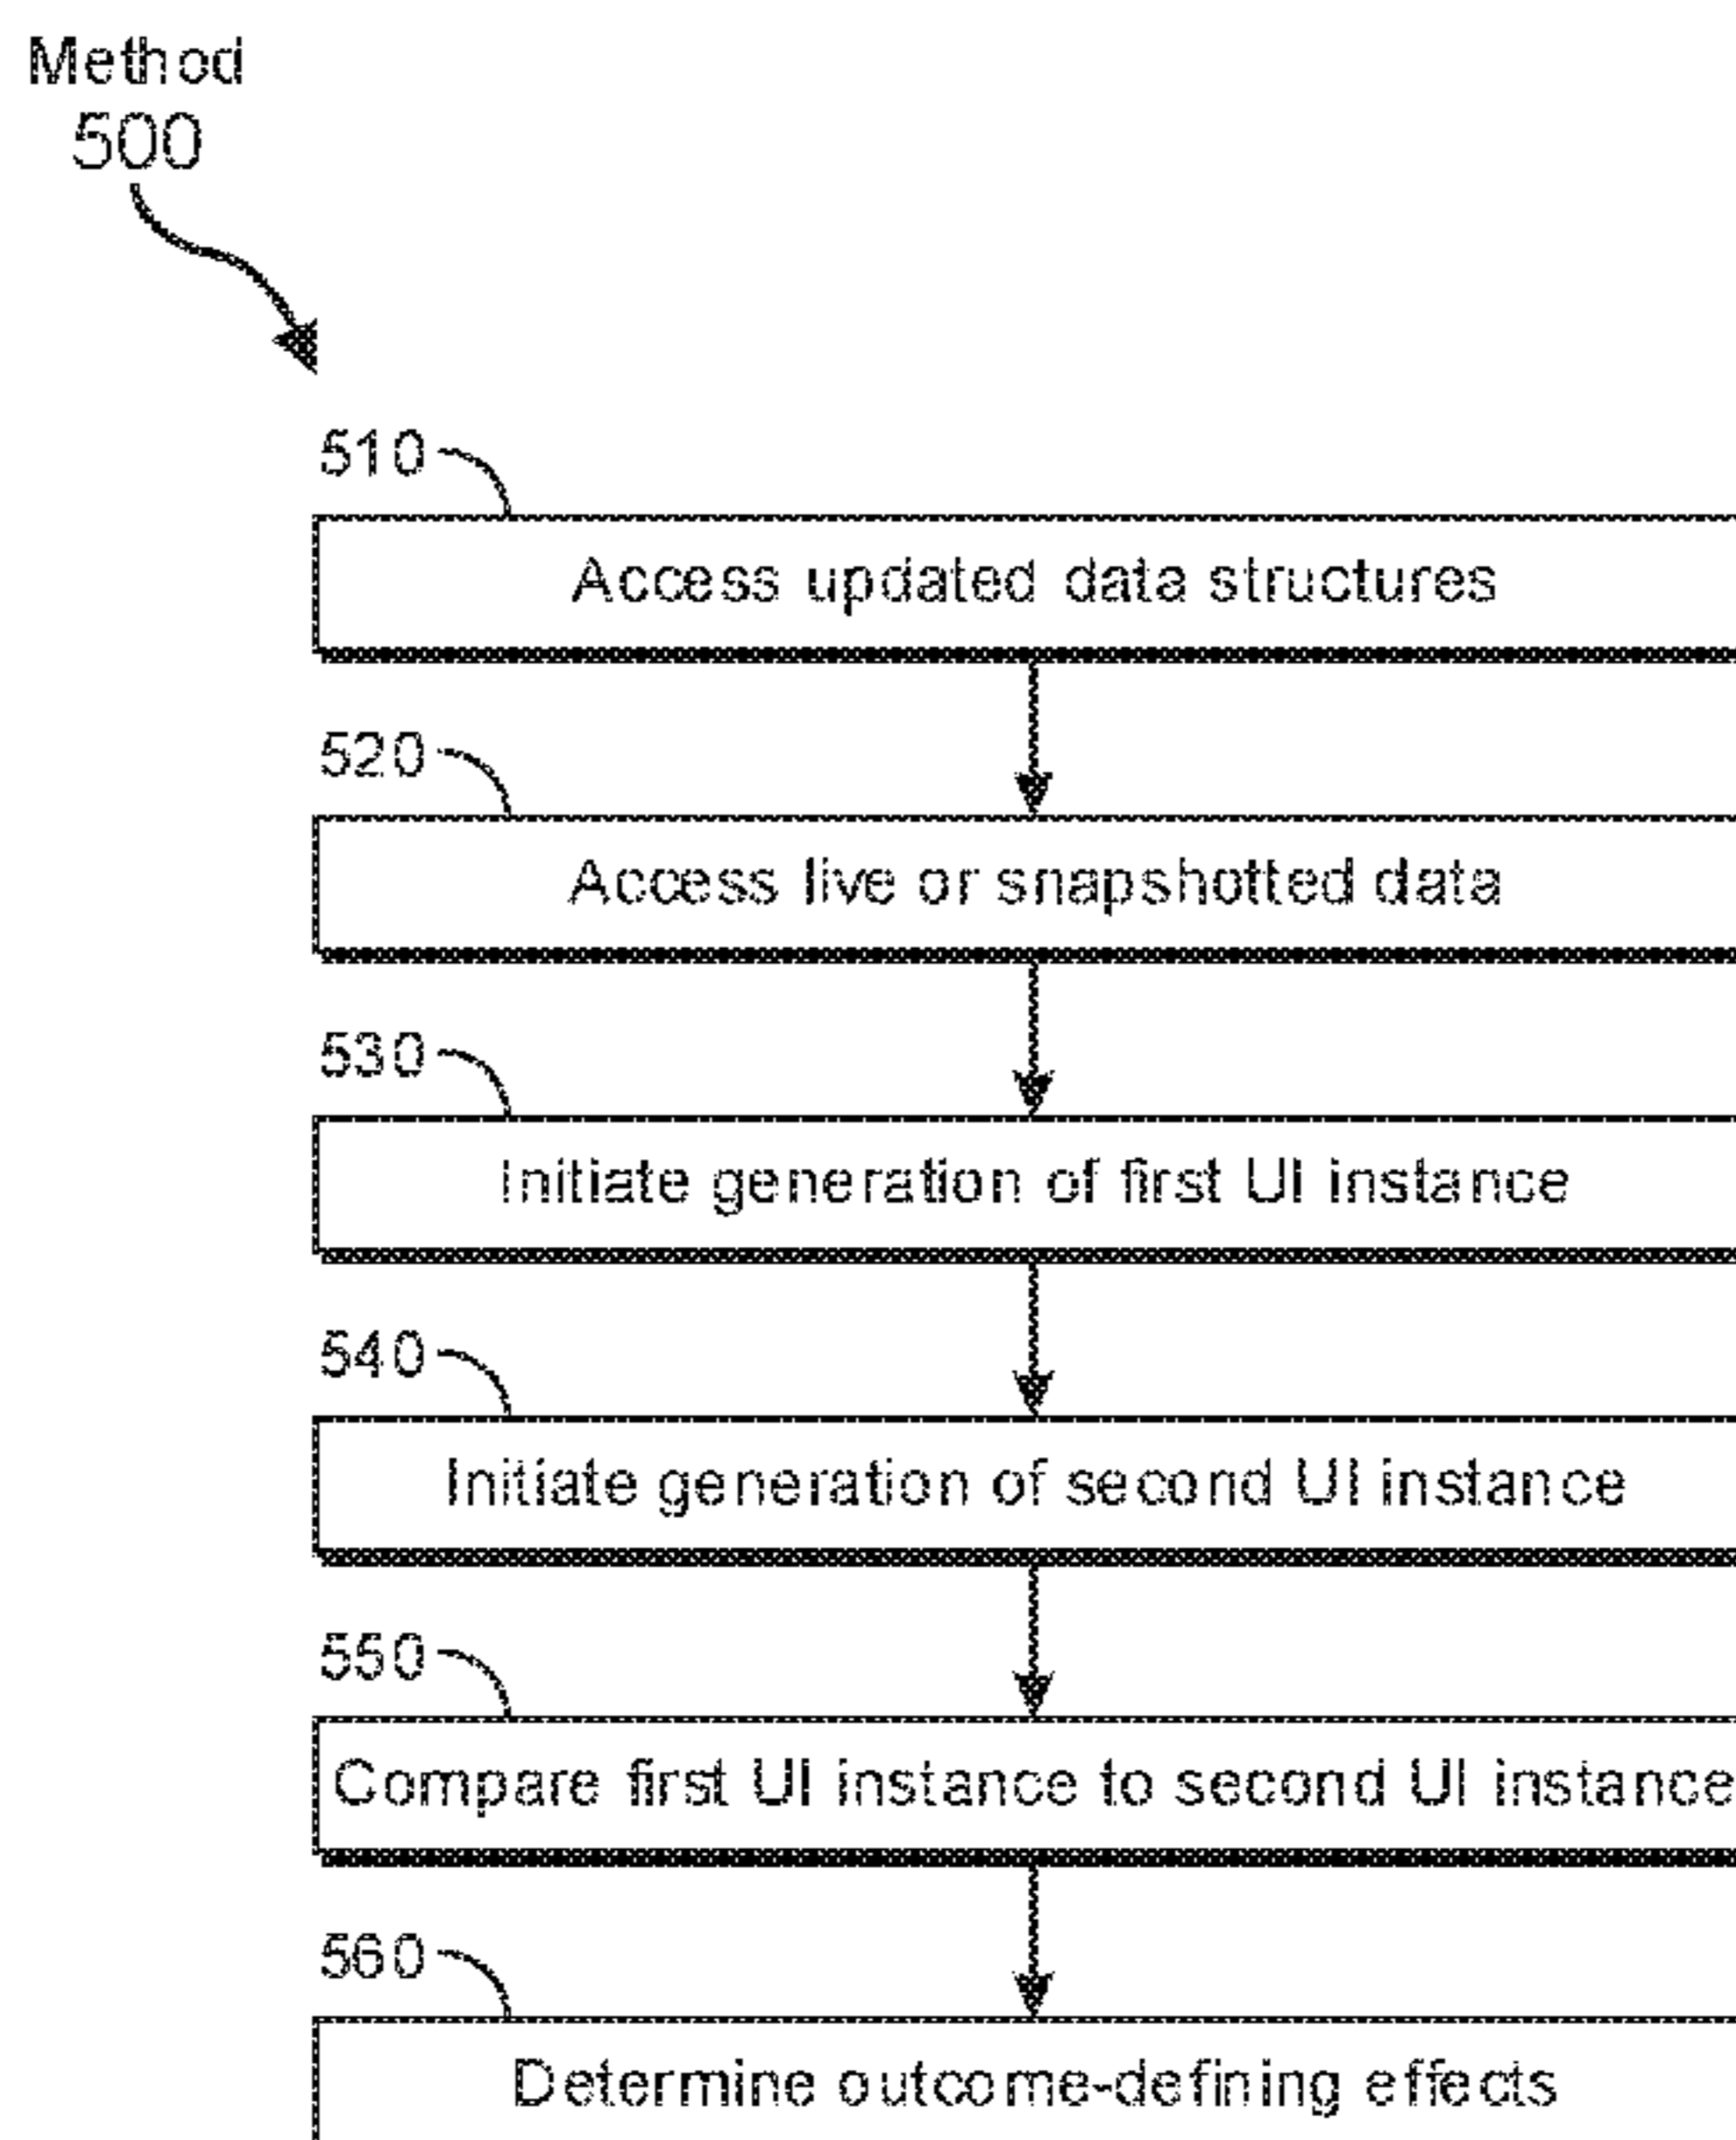 Method
500
510
Access updated data structures
520
Access live or snapshotted data
530
Initiate generation of first UI instance
540
Initiate generation of second UI instance
550
Compare first UI instance to second UI instance
560
Determine outcome-defining effects